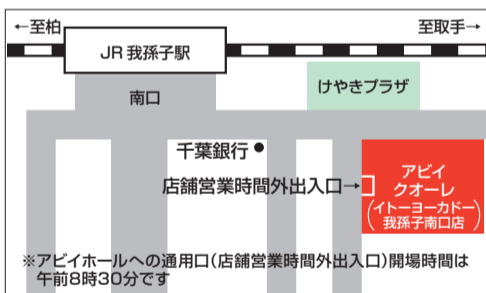 ←至柏
至取手→
JR 我孫子駅
南口
けやきプラザ
千葉銀行●
店舗営業時間外出入口→
アビイ
クオーレ
(イトーヨーカドー
我孫子南口店)
※アビイホールへの通用口(店舗営業時間外出入口)開場時間は
午前8時30分です